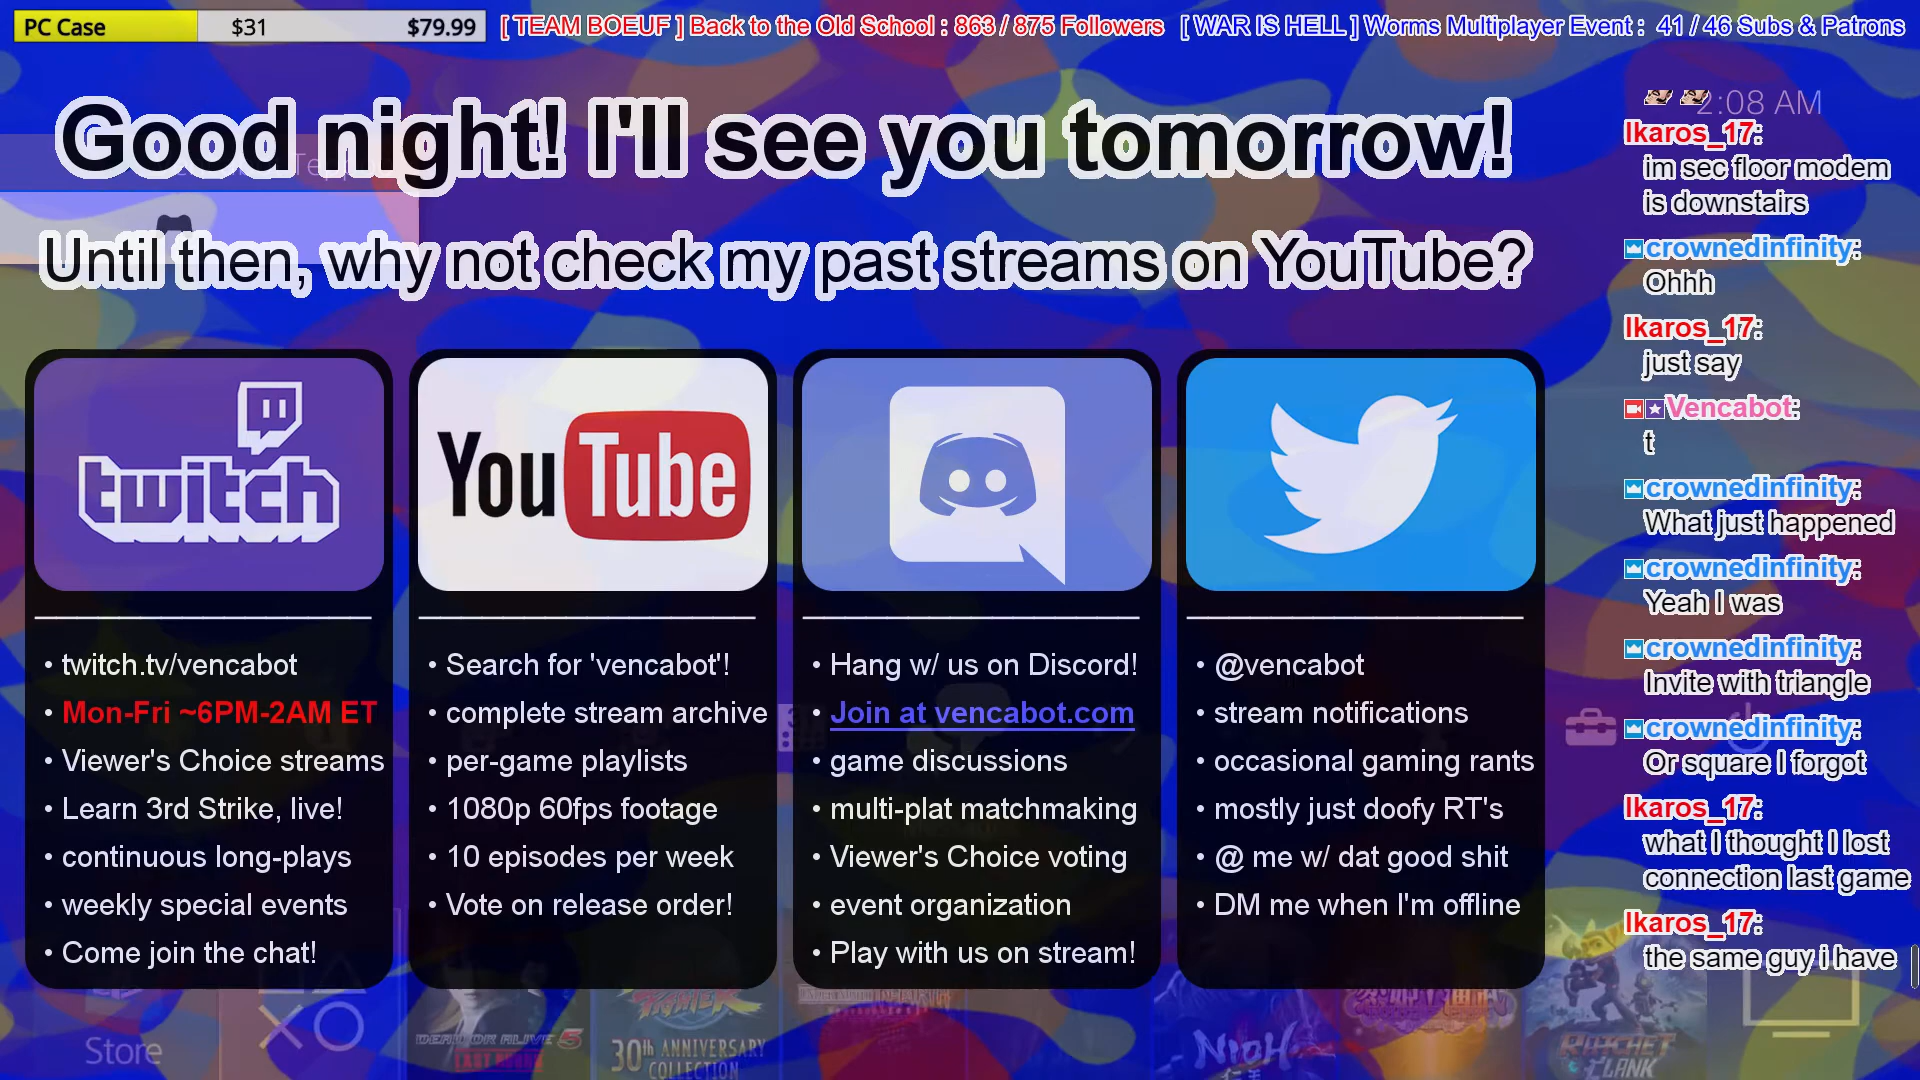 PC Case $31 $79.99
[ TEAM BOEUF ] Back to the Old School : 863 / 875 Followers
[ WAR IS HELL ] Worms Multiplayer Event : 41 / 46 Subs & Patrons
2:08 AM
Good night! I'll see you tomorrow!
Until then, why not check my past streams on YouTube?
twitch
• twitch.tv/vencabot
• Mon-Fri ~6PM-2AM ET
• Viewer's Choice streams
• Learn 3rd Strike, live!
• continuous long-plays
• weekly special events
• Come join the chat!
YouTube
• Search for 'vencabot'!
• complete stream archive
• per-game playlists
• 1080p 60fps footage
• 10 episodes per week
• Vote on release order!
• Hang w/ us on Discord!
• Join at vencabot.com
• game discussions
• multi-plat matchmaking
• Viewer's Choice voting
• event organization
• Play with us on stream!
• @vencabot
• stream notifications
• occasional gaming rants
• mostly just doofy RT's
• @ me w/ dat good shit
• DM me when I'm offline
Ikaros_17:
im sec floor modem
is downstairs
crownedinfinity:
Ohhh
Ikaros_17:
just say
Vencabot:
t
crownedinfinity:
What just happened
crownedinfinity:
Yeah I was
crownedinfinity:
Invite with triangle
crownedinfinity:
Or square I forgot
Ikaros_17:
what I thought I lost
connection last game
Ikaros_17:
the same guy i have
Store
DEAD OR ALIVE 5
LAST ROUND
30th ANNIVERSARY
COLLECTION
NIOH
RATCHET
CLANK